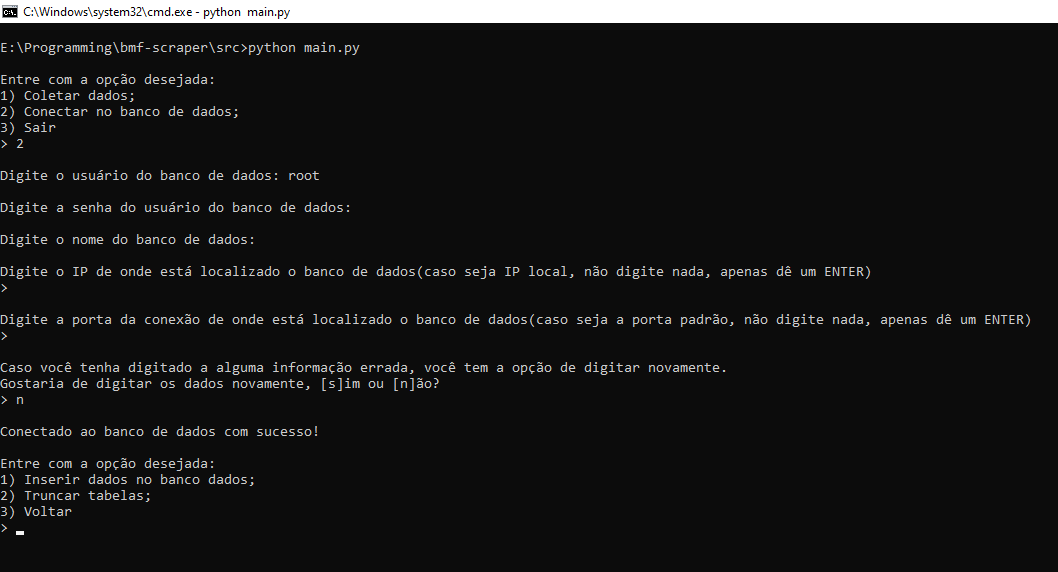 C:\Windows\system32\cmd.exe - python  main.py
E:\Programming\bmf-scraper\src>python main.py
Entre com a opção desejada:
1) Coletar dados;
2) Conectar no banco de dados;
3) Sair
> 2
Digite o usuário do banco de dados: root
Digite a senha do usuário do banco de dados:
Digite o nome do banco de dados:
Digite o IP de onde está localizado o banco de dados(caso seja IP local, não digite nada, apenas dê um ENTER)
>
Digite a porta da conexão de onde está localizado o banco de dados(caso seja a porta padrão, não digite nada, apenas dê um ENTER)
>
Caso você tenha digitado a alguma informação errada, você tem a opção de digitar novamente.
Gostaria de digitar os dados novamente, [s]im ou [n]ão?
> n
Conectado ao banco de dados com sucesso!
Entre com a opção desejada:
1) Inserir dados no banco dados;
2) Truncar tabelas;
3) Voltar
>